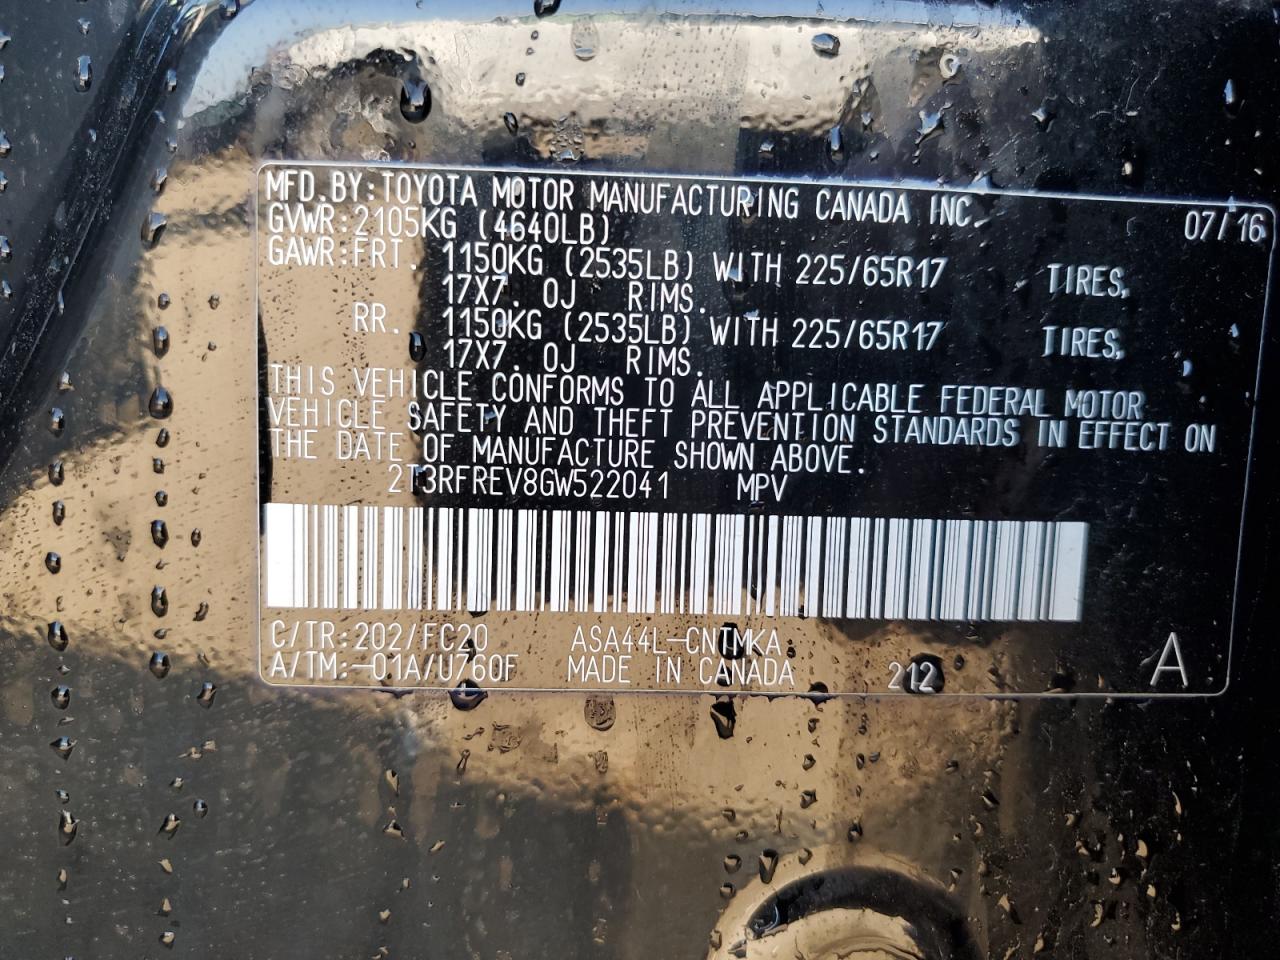 MFD.BY:TOYOTA MOTOR MANUFACTURING CANADA INC. 07/16
GVWR:2105KG (4640LB)
GAWR:FRT. 1150KG (2535LB) WITH 225/65R17 TIRES,
17X7. 0J RIMS.
RR. 1150KG (2535LB) WITH 225/65R17 TIRES,
17X7. 0J RIMS.
THIS VEHICLE CONFORMS TO ALL APPLICABLE FEDERAL MOTOR
VEHICLE SAFETY AND THEFT PREVENTION STANDARDS IN EFFECT ON
THE DATE OF MANUFACTURE SHOWN ABOVE.
2T3RFREV8GW522041 MPV
C/TR:202/FC20 ASA44L-CNTMKA
A/TM:-01A/U760F MADE IN CANADA 212 A